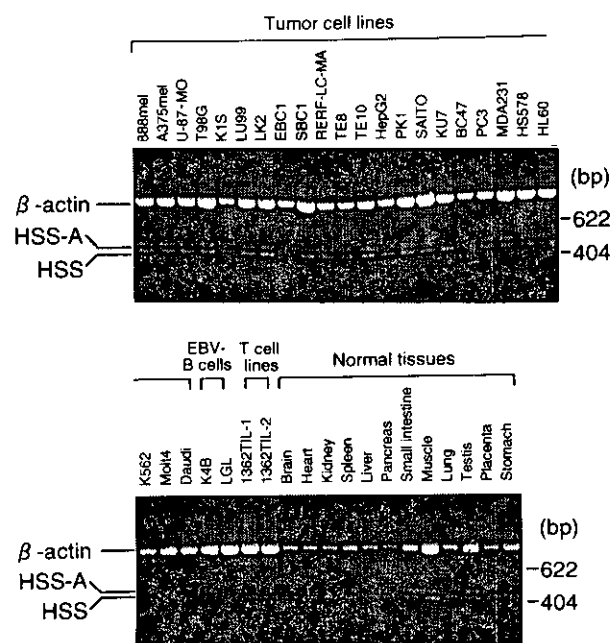 Tumor cell lines
888mel
A375mel
U-87-MO
T98G
K1S
LU99
LK2
EBC1
SBC1
RERF-LC-MA
TE8
TE10
HepG2
PK1
SAITO
KU7
BC47
PC3
MDA231
HS578
HL60
(bp)
β-actin
622
HSS-A
404
HSS
EBV-
B cells
T cell
lines
Normal tissues
K562
Molt4
Daudi
K4B
LGL
1362TIL-1
1362TIL-2
Brain
Heart
Kidney
Spleen
Liver
Pancreas
Small intestine
Muscle
Lung
Testis
Placenta
Stomach
(bp)
β-actin
622
HSS-A
HSS
404